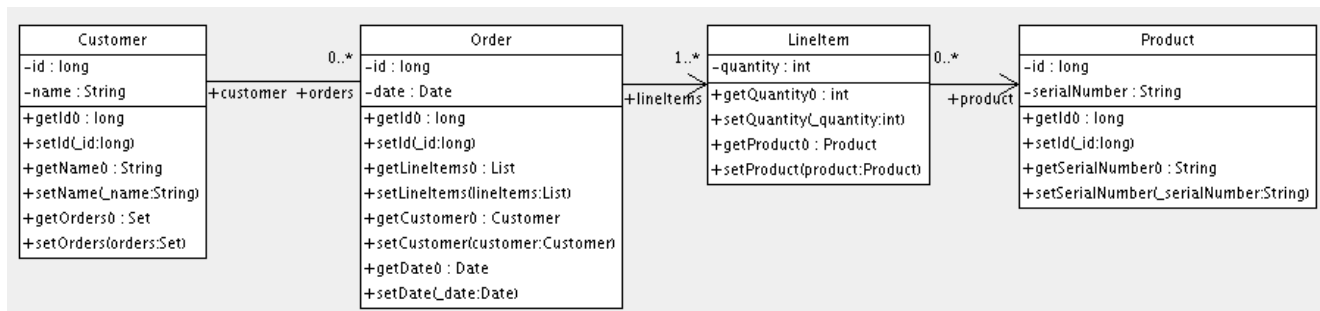 Customer
-id : long
-name : String
+getId() : long
+setId(_id:long)
+getName() : String
+setName(_name:String)
+getOrders() : Set
+setOrders(orders:Set)
0..*
+customer +orders
Order
-id : long
-date : Date
+getId() : long
+setId(_id:long)
+getLineItems() : List
+setLineItems(lineItems:List)
+getCustomer() : Customer
+setCustomer(customer:Customer)
+getDate() : Date
+setDate(_date:Date)
1..*
+lineItems
LineItem
-quantity : int
+getQuantity() : int
+setQuantity(_quantity:int)
+getProduct() : Product
+setProduct(product:Product)
0..*
+product
Product
-id : long
-serialNumber : String
+getId() : long
+setId(_id:long)
+getSerialNumber() : String
+setSerialNumber(_serialNumber:String)